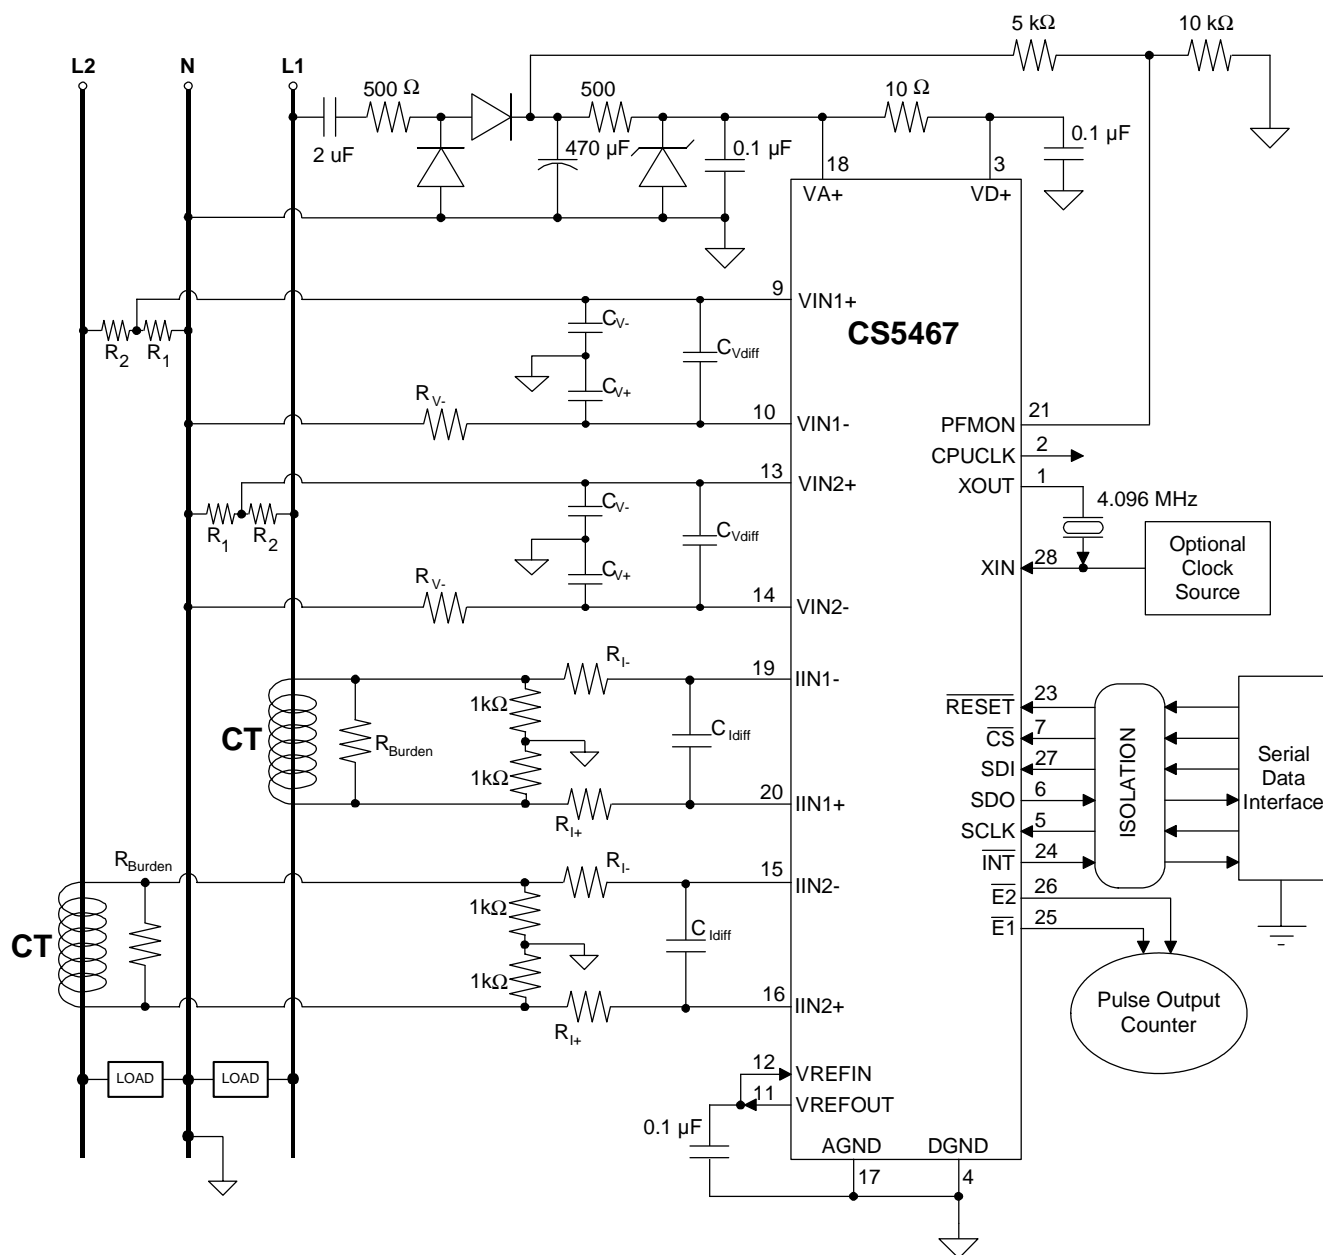 5 kΩ
10 kΩ
L2
N
L1
500 Ω
500
10 Ω
2 uF
470 µF
0.1 µF
0.1 µF
18
3
VA+
VD+
9
VIN1+
CS5467
CV-
CVdiff
R2
R1
CV+
RV-
10
VIN1-
21
PFMON
2
CPUCLK
1
XOUT
13
VIN2+
4.096 MHz
CV-
CVdiff
R1
R2
CV+
RV-
14
VIN2-
28
XIN
Optional
Clock
Source
RI-
19
IIN1-
1kΩ
CT
RBurden
CIdiff
1kΩ
20
IIN1+
RI+
23
RESET
7
CS
27
SDI
6
SDO
5
SCLK
24
INT
ISOLATION
Serial
Data
Interface
26
E2
25
E1
RBurden
RI-
15
IIN2-
1kΩ
CT
CIdiff
1kΩ
16
IIN2+
RI+
Pulse Output
Counter
LOAD
LOAD
12
VREFIN
11
VREFOUT
0.1 µF
AGND
DGND
17
4